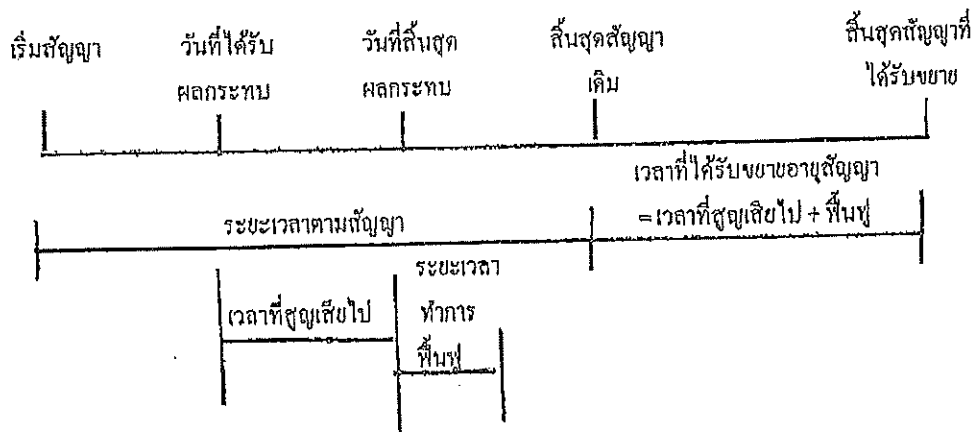 เริ่มสัญญา
วันที่ได้รับ
ผลกระทบ
วันที่สิ้นสุด
ผลกระทบ
สิ้นสุดสัญญา
เดิม
สิ้นสุดสัญญาที่
ได้รับขยาย
เวลาที่ได้รับขยายอายุสัญญา
=เวลาที่สูญเสียไป + ฟื้นฟู
ระยะเวลาตามสัญญา
เวลาที่สูญเสียไป
ระยะเวลา
ทำการ
ฟื้นฟู